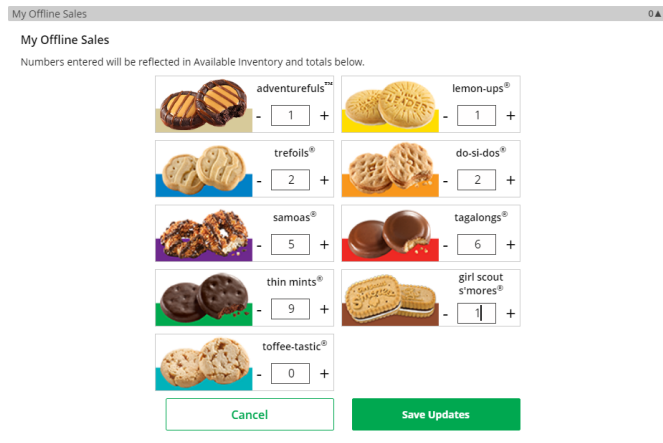 My Offline Sales
0▲
My Offline Sales
Numbers entered will be reflected in Available Inventory and totals below.
adventurefuls™
- 1 +
lemon-ups®
- 1 +
trefoils®
- 2 +
do-si-dos®
- 2 +
samoas®
- 5 +
tagalongs®
- 6 +
thin mints®
- 9 +
girl scout
s'mores®
- 1 +
toffee-tastic®
- 0 +
Cancel
Save Updates